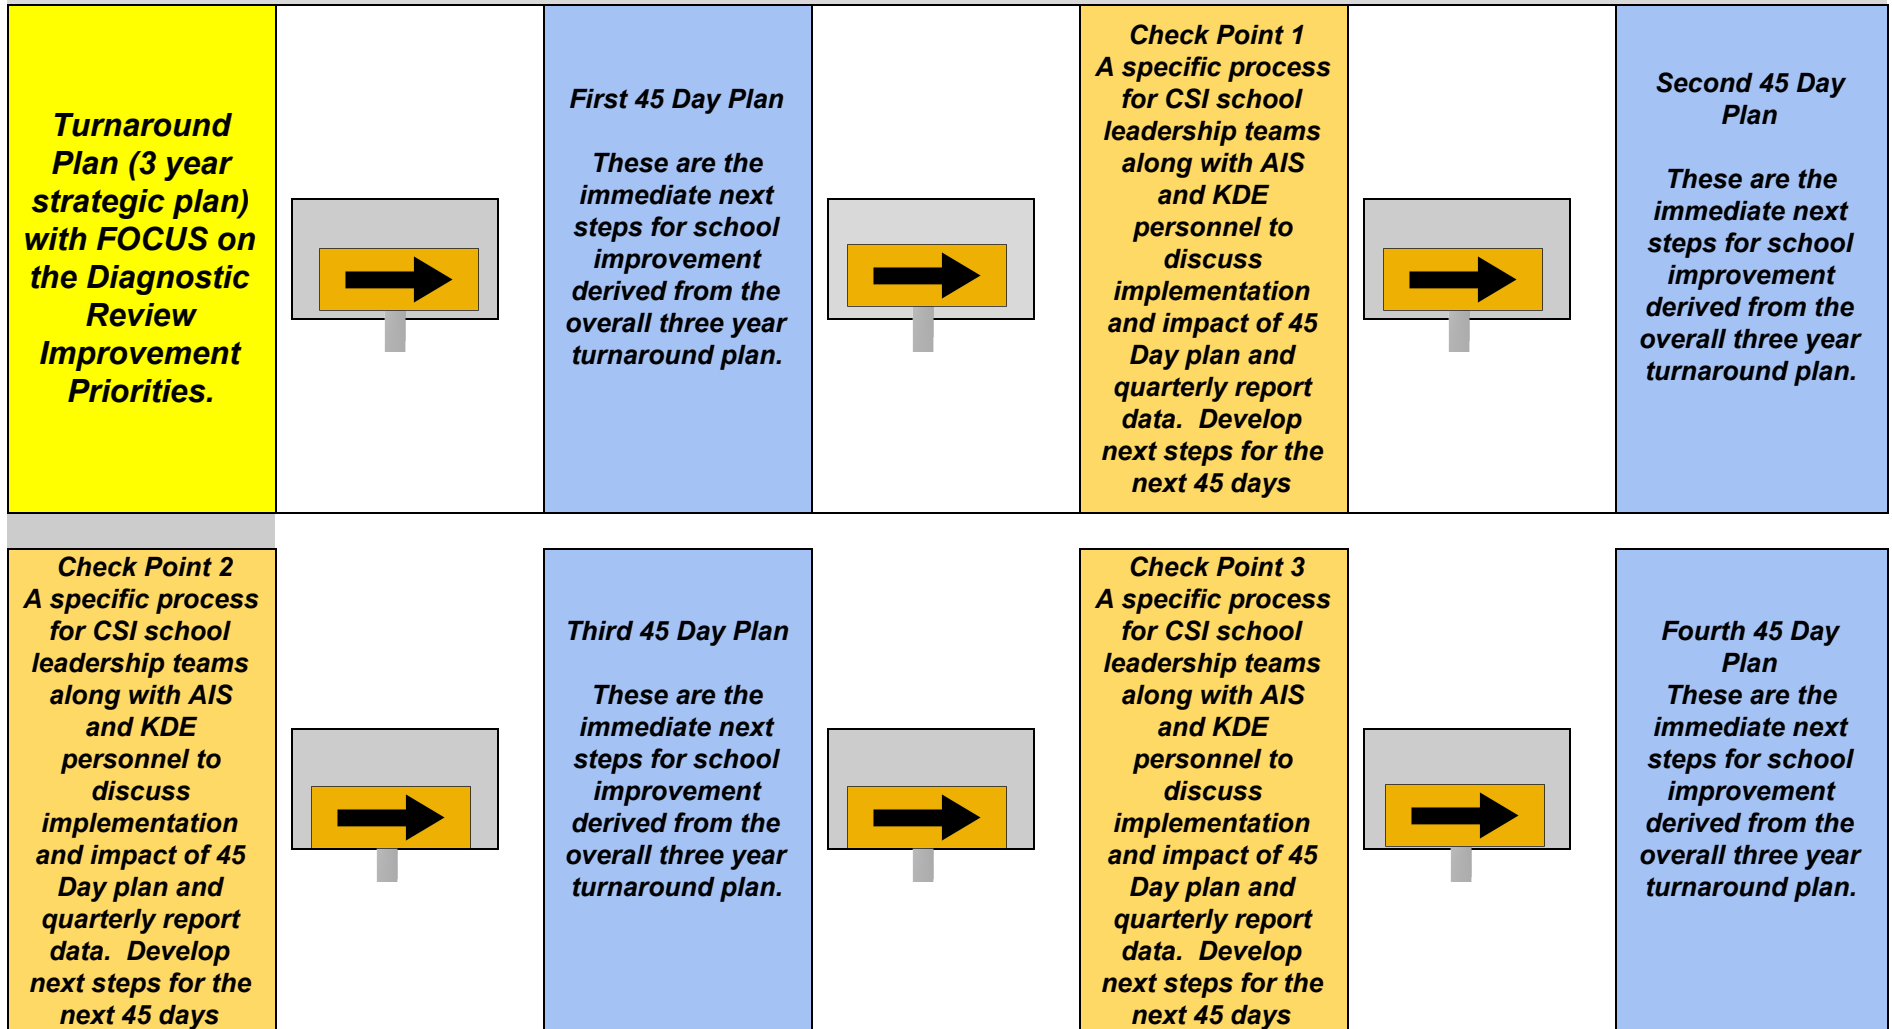 Turnaround
Plan (3 year
strategic plan)
with FOCUS on
the Diagnostic
Review
Improvement
Priorities.
First 45 Day Plan
These are the
immediate next
steps for school
improvement
derived from the
overall three year
turnaround plan.
Check Point 1
A specific process
for CSI school
leadership teams
along with AIS
and KDE
personnel to
discuss
implementation
and impact of 45
Day plan and
quarterly report
data.  Develop
next steps for the
next 45 days
Second 45 Day
Plan
These are the
immediate next
steps for school
improvement
derived from the
overall three year
turnaround plan.
Check Point 2
A specific process
for CSI school
leadership teams
along with AIS
and KDE
personnel to
discuss
implementation
and impact of 45
Day plan and
quarterly report
data.  Develop
next steps for the
next 45 days
Third 45 Day Plan
These are the
immediate next
steps for school
improvement
derived from the
overall three year
turnaround plan.
Check Point 3
A specific process
for CSI school
leadership teams
along with AIS
and KDE
personnel to
discuss
implementation
and impact of 45
Day plan and
quarterly report
data.  Develop
next steps for the
next 45 days
Fourth 45 Day
Plan
These are the
immediate next
steps for school
improvement
derived from the
overall three year
turnaround plan.